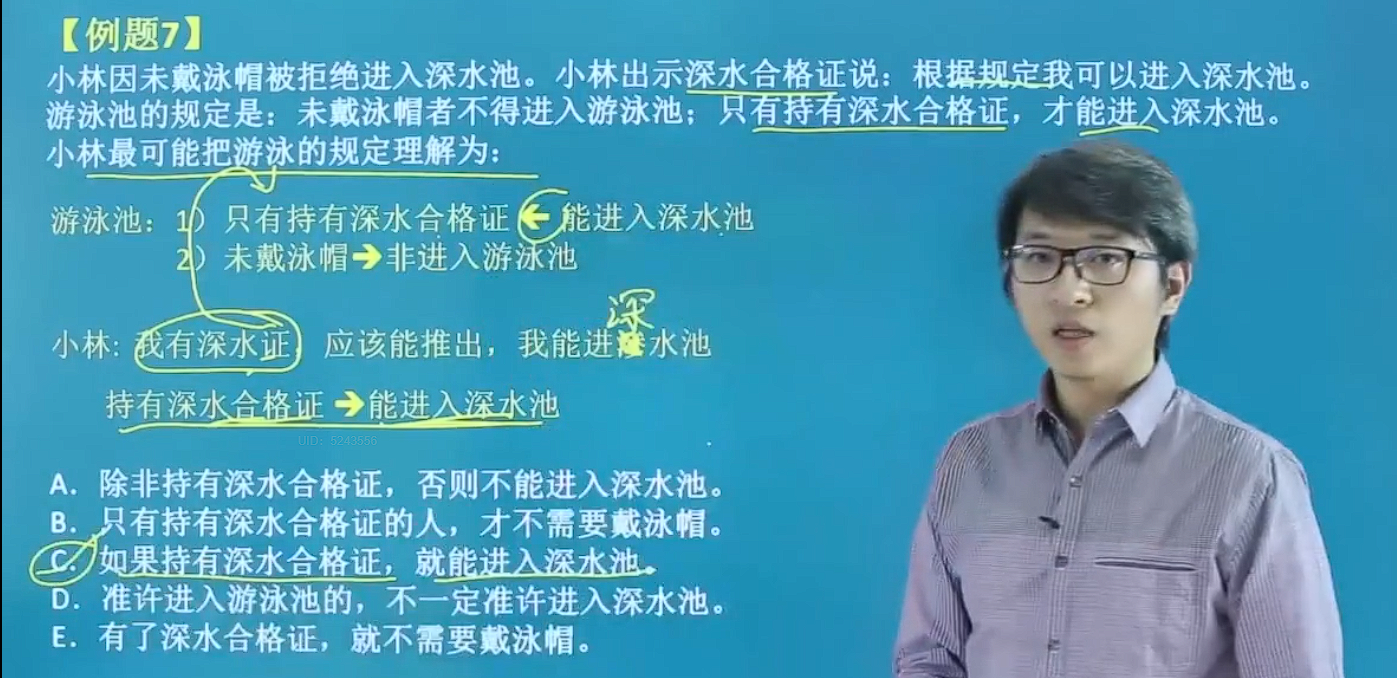 【例题7】
小林因未戴泳帽被拒绝进入深水池。小林出示深水合格证说：根据规定我可以进入深水池。
游泳池的规定是：未戴泳帽者不得进入游泳池；只有持有深水合格证，才能进入深水池。
小林最可能把游泳的规定理解为：
游泳池：1）只有持有深水合格证 ← 能进入深水池
2）未戴泳帽→非进入游泳池
深
小林: 我有深水证，应该能推出，我能进 水池
持有深水合格证 →能进入深水池
UID：5243556
A．除非持有深水合格证，否则不能进入深水池。
B．只有持有深水合格证的人，才不需要戴泳帽。
C．如果持有深水合格证，就能进入深水池。
D．准许进入游泳池的，不一定准许进入深水池。
E．有了深水合格证，就不需要戴泳帽。